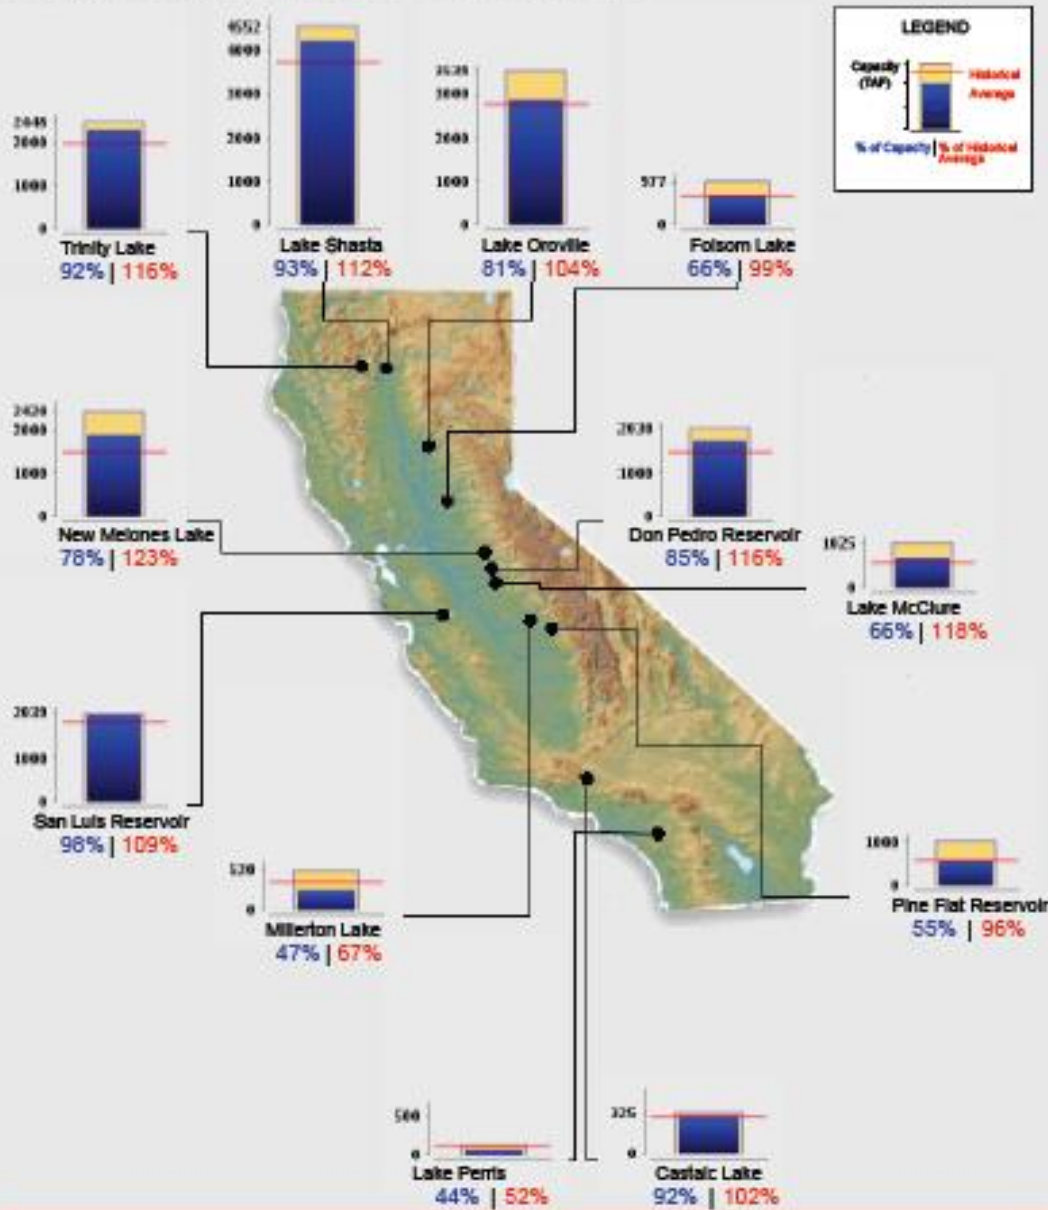 4552
4000
3000
2000
1000
0
Lake Shasta
93% | 112%
3538
3000
2000
1000
0
Lake Oroville
81% | 104%
977
0
Folsom Lake
66% | 99%
LEGEND
Capacity
(TAF)
Historical
Average
% of Capacity | % of Historical
Average
2448
2000
1000
0
Trinity Lake
92% | 116%
2420
2000
1000
0
New Melones Lake
78% | 123%
2030
1000
0
Don Pedro Reservoir
85% | 116%
1025
0
Lake McClure
66% | 118%
2039
1000
0
San Luis Reservoir
98% | 109%
520
0
Millerton Lake
47% | 67%
1000
0
Pine Flat Reservoir
55% | 96%
500
0
Lake Perris
44% | 52%
325
0
Castaic Lake
92% | 102%